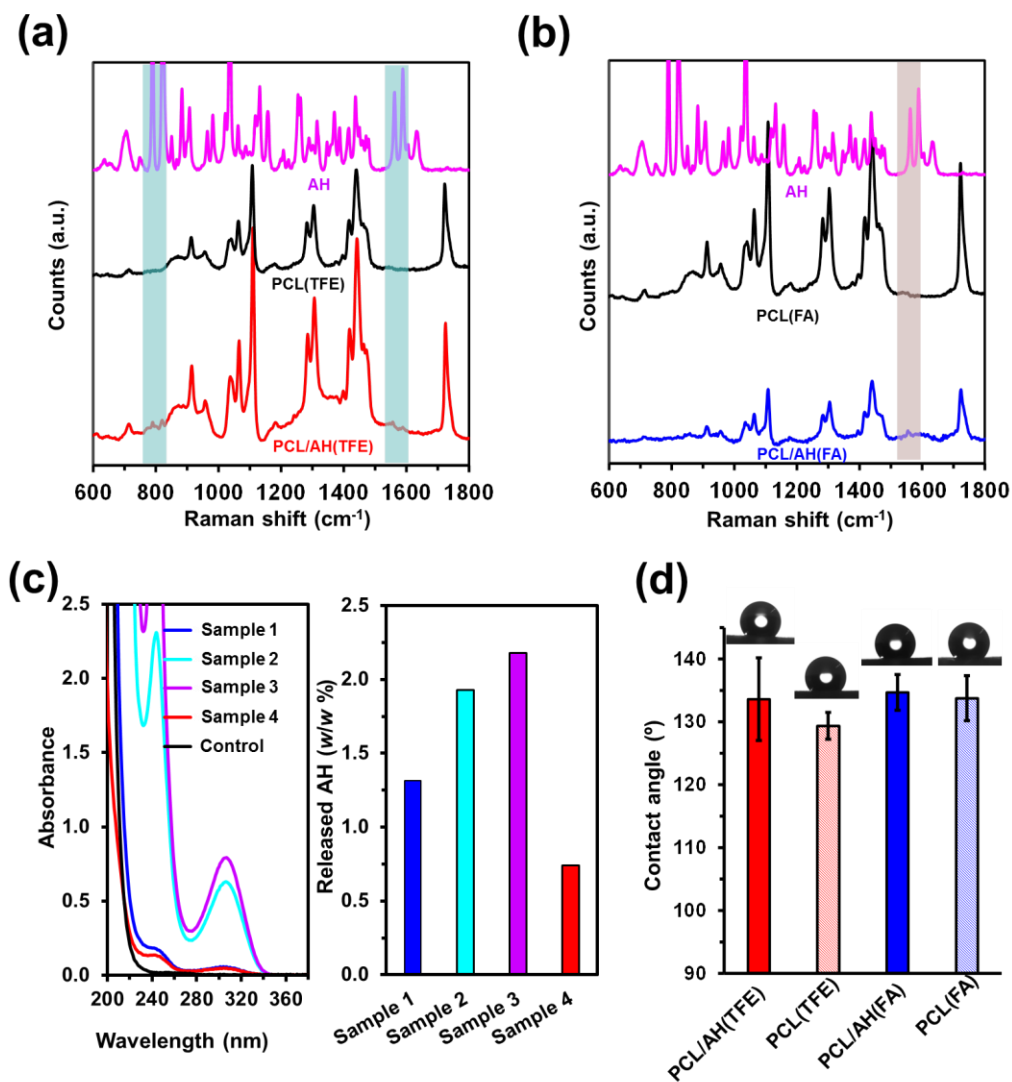 (a)
Counts (a.u.)
AH
PCL(TFE)
PCL/AH(TFE)
600 800 1000 1200 1400 1600 1800
Raman shift (cm⁻¹)
(b)
Counts (a.u.)
AH
PCL(FA)
PCL/AH(FA)
600 800 1000 1200 1400 1600 1800
Raman shift (cm⁻¹)
(c)
Absorbance
2.5
2.0
1.5
1.0
0.5
0.0
Sample 1
Sample 2
Sample 3
Sample 4
Control
200 240 280 320 360
Wavelength (nm)
Released AH (w/w %)
2.5
2.0
1.5
1.0
0.5
0.0
Sample 1
Sample 2
Sample 3
Sample 4
(d)
Contact angle (º)
140
130
120
110
100
90
PCL/AH(TFE)
PCL(TFE)
PCL/AH(FA)
PCL(FA)